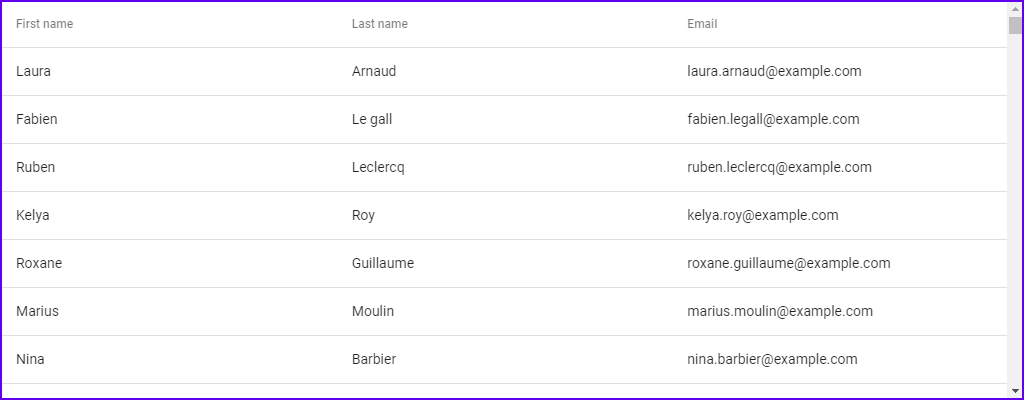 First name Last name Email
Laura Arnaud laura.arnaud@example.com
Fabien Le gall fabien.legall@example.com
Ruben Leclercq ruben.leclercq@example.com
Kelya Roy kelya.roy@example.com
Roxane Guillaume roxane.guillaume@example.com
Marius Moulin marius.moulin@example.com
Nina Barbier nina.barbier@example.com